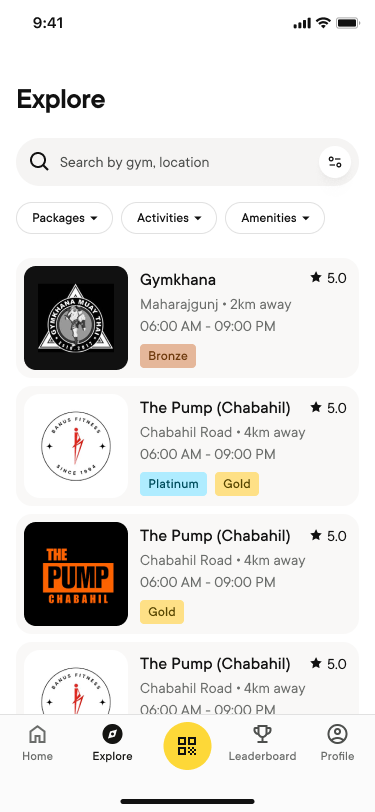 9:41
Explore
Search by gym, location
Packages
Activities
Amenities
GYMKHANA MUAY THAI
Gymkhana
5.0
Maharajgunj • 2km away
06:00 AM - 09:00 PM
Bronze
BANUS FITNESS
SINCE 1994
The Pump (Chabahil)
5.0
Chabahil Road • 4km away
06:00 AM - 09:00 PM
Platinum
Gold
THE
PUMP
CHABAHIL
The Pump (Chabahil)
5.0
Chabahil Road • 4km away
06:00 AM - 09:00 PM
Gold
BANUS FITNESS
The Pump (Chabahil)
5.0
Chabahil Road • 4km away
06:00 AM - 09:00 PM
Home
Explore
Leaderboard
Profile